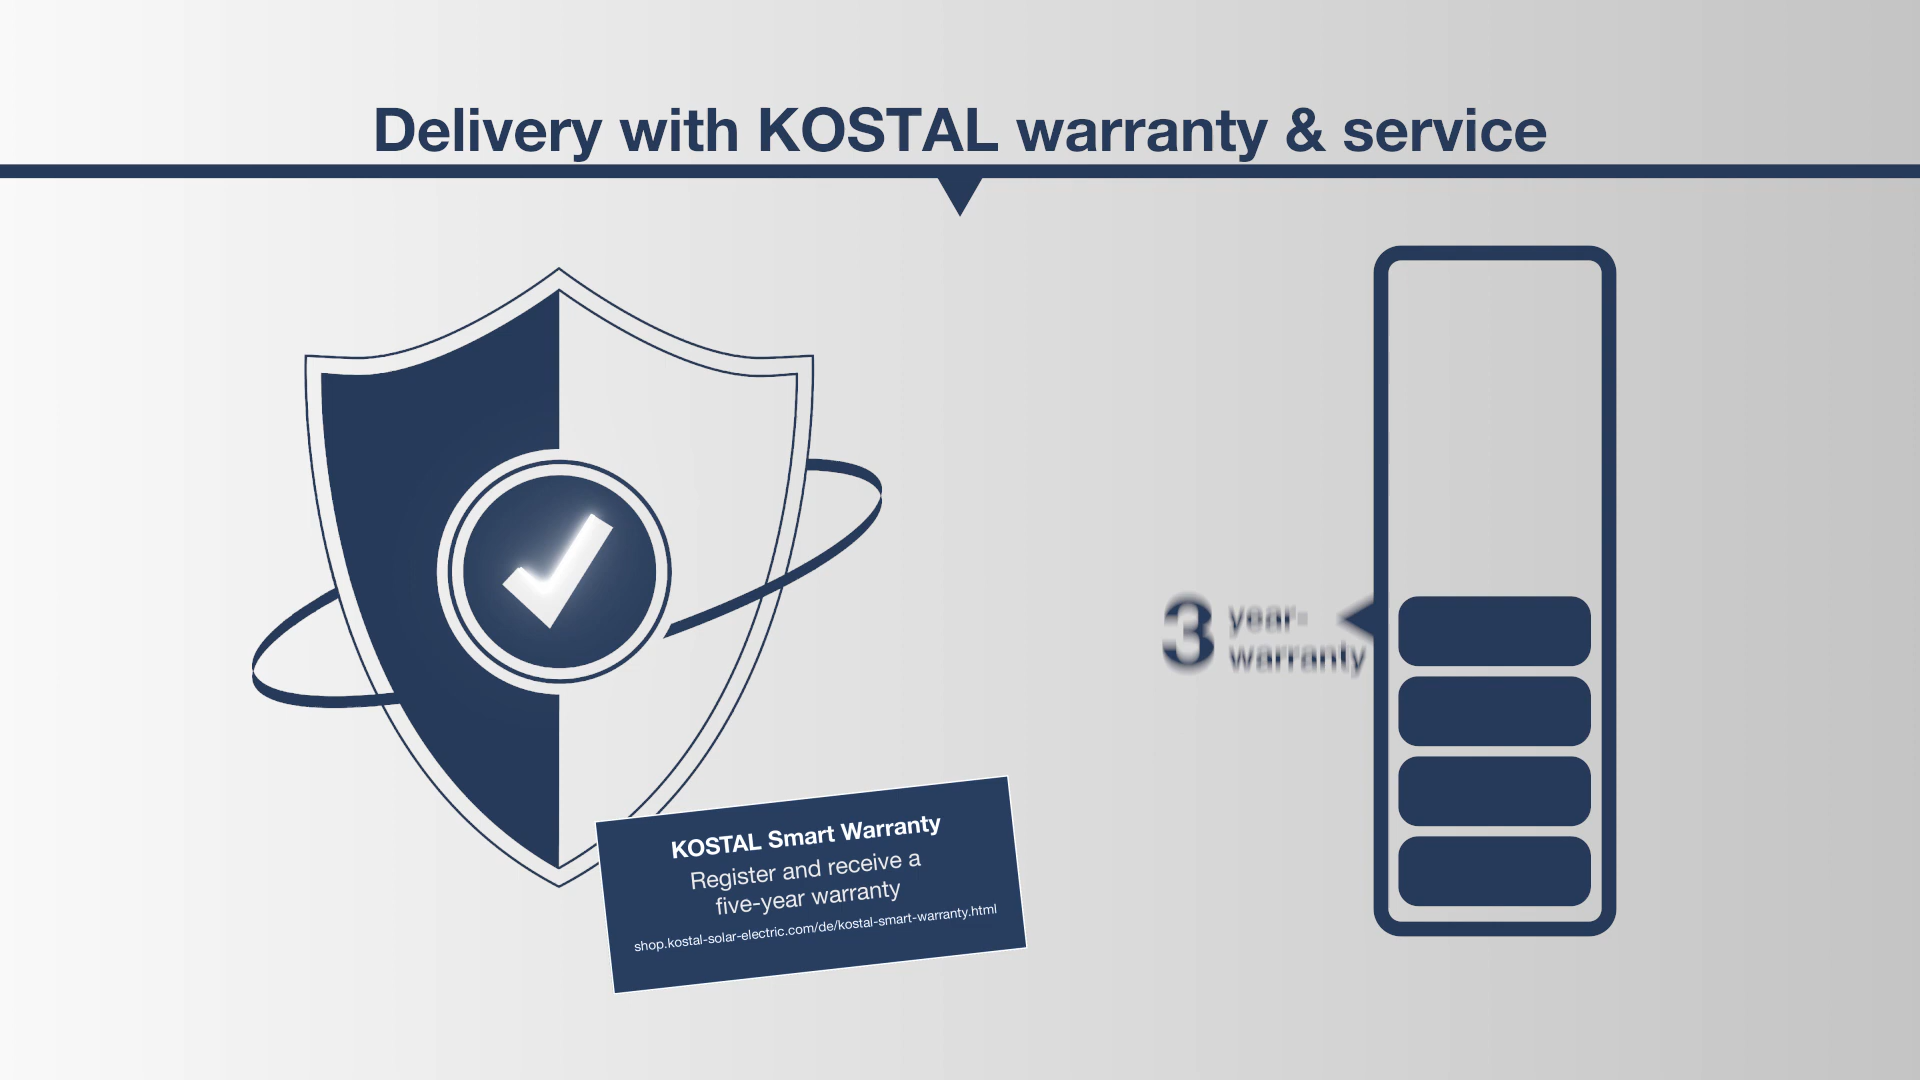 Delivery with KOSTAL warranty & service
3 year-
warranty
KOSTAL Smart Warranty
Register and receive a
five-year warranty
shop.kostal-solar-electric.com/de/kostal-smart-warranty.html